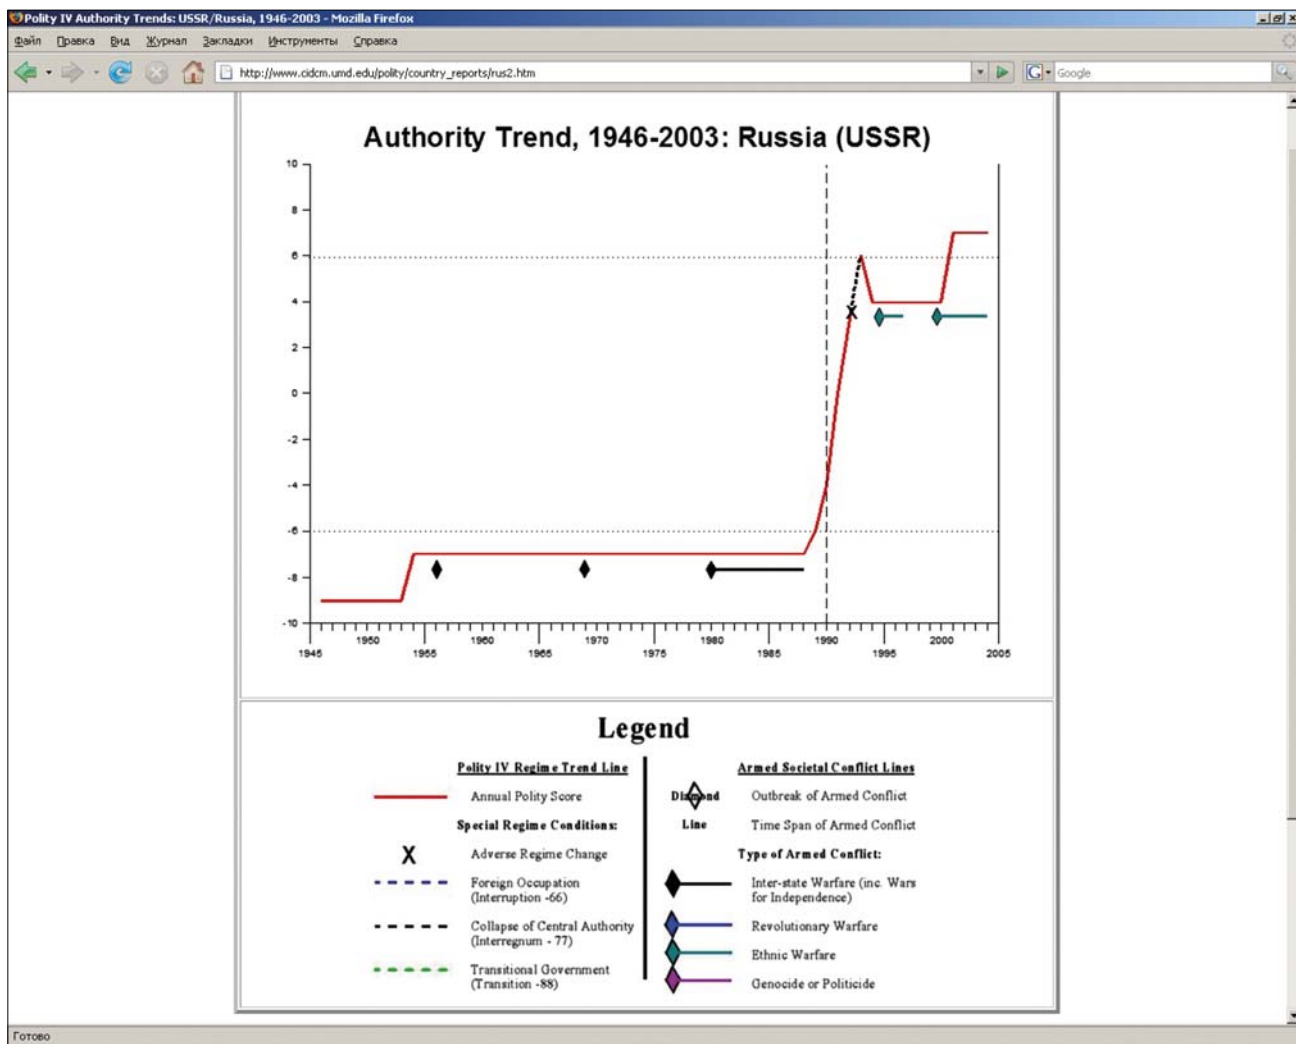 Polity IV Authority Trends: USSR/Russia, 1946-2003 - Mozilla Firefox
Файл Правка Вид Журнал Закладки Инструменты Справка
http://www.cidcm.umd.edu/polity/country_reports/rus2.htm
G Google
Authority Trend, 1946-2003: Russia (USSR)
10
8
6
4
2
0
-2
-4
-6
-8
-10
1950 1960 1970 1980 1990 2000
1945 1955 1965 1975 1985 1995 2005
Legend
Polity IV Regime Trend Line
Annual Polity Score
Special Regime Conditions:
X Adverse Regime Change
Foreign Occupation
(Interruption -66)
Collapse of Central Authority
(Interregnum - 77)
Transitional Government
(Transition -88)
Armed Societal Conflict Lines
Diamond Outbreak of Armed Conflict
Line Time Span of Armed Conflict
Type of Armed Conflict:
Inter-state Warfare (inc. Wars
for Independence)
Revolutionary Warfare
Ethnic Warfare
Genocide or Politicide
Готово